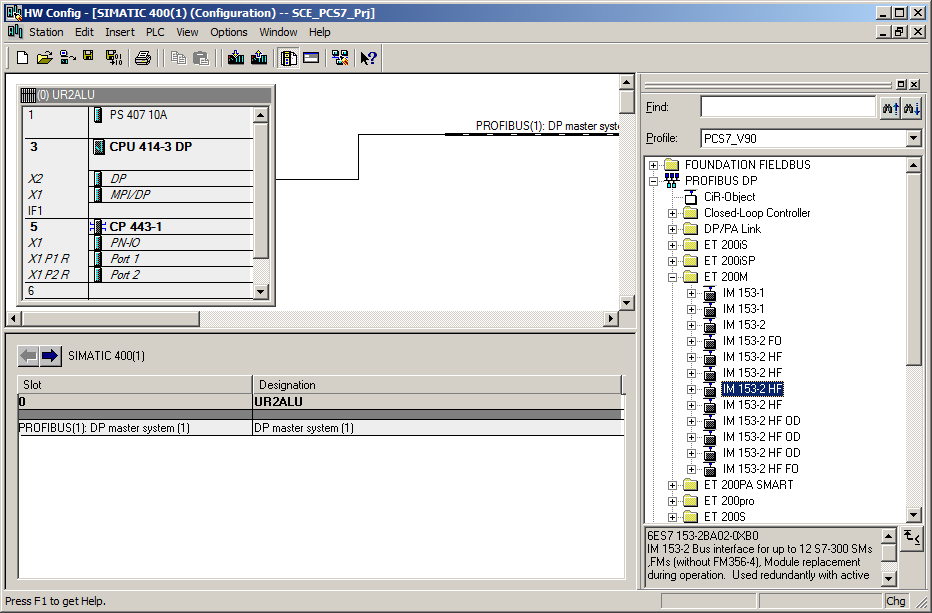 HW Config - [SIMATIC 400(1) (Configuration) -- SCE_PCS7_Prj]
Station Edit Insert PLC View Options Window Help
(0) UR2ALU
1 PS 407 10A
3 CPU 414-3 DP
X2 DP
X1 MPI/DP
IF1
5 CP 443-1
X1 PN-IO
X1 P1 R Port 1
X1 P2 R Port 2
6
PROFIBUS(1): DP master syste
SIMATIC 400(1)
Slot Designation
0 UR2ALU
PROFIBUS(1): DP master system (1) DP master system (1)
Find:
Profile: PCS7_V90
FOUNDATION FIELDBUS
PROFIBUS DP
CiR-Object
Closed-Loop Controller
DP/PA Link
ET 200iS
ET 200iSP
ET 200M
IM 153-1
IM 153-1
IM 153-2
IM 153-2 FO
IM 153-2 HF
IM 153-2 HF
IM 153-2 HF
IM 153-2 HF
IM 153-2 HF OD
IM 153-2 HF OD
IM 153-2 HF OD
IM 153-2 HF FO
ET 200PA SMART
ET 200pro
ET 200S
6ES7 153-2BA02-0XB0
IM 153-2 Bus interface for up to 12 S7-300 SMs
,FMs (without FM356-4), Module replacement
during operation. Used redundantly with active
Press F1 to get Help.
Chg